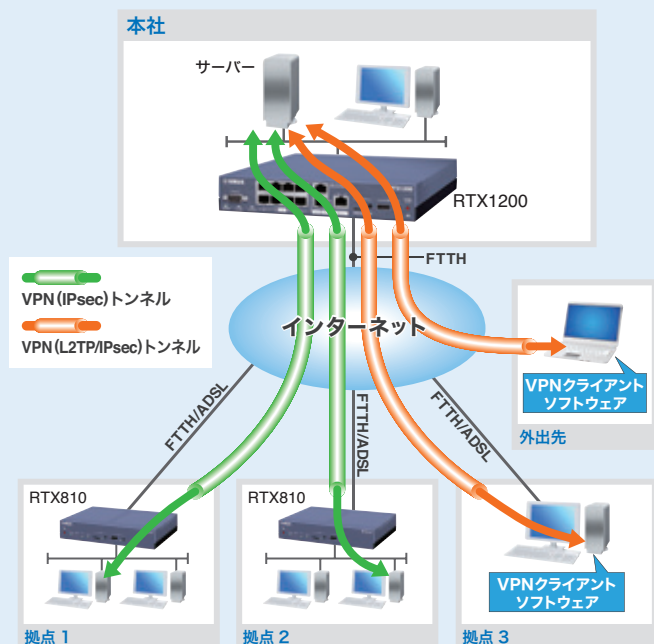 本社
サーバー
RTX1200
FTTH
VPN(IPsec)トンネル
VPN(L2TP/IPsec)トンネル
インターネット
VPNクライアント
ソフトウェア
外出先
FTTH/ADSL
FTTH/ADSL
FTTH/ADSL
RTX810
RTX810
VPNクライアント
ソフトウェア
拠点 1
拠点 2
拠点 3